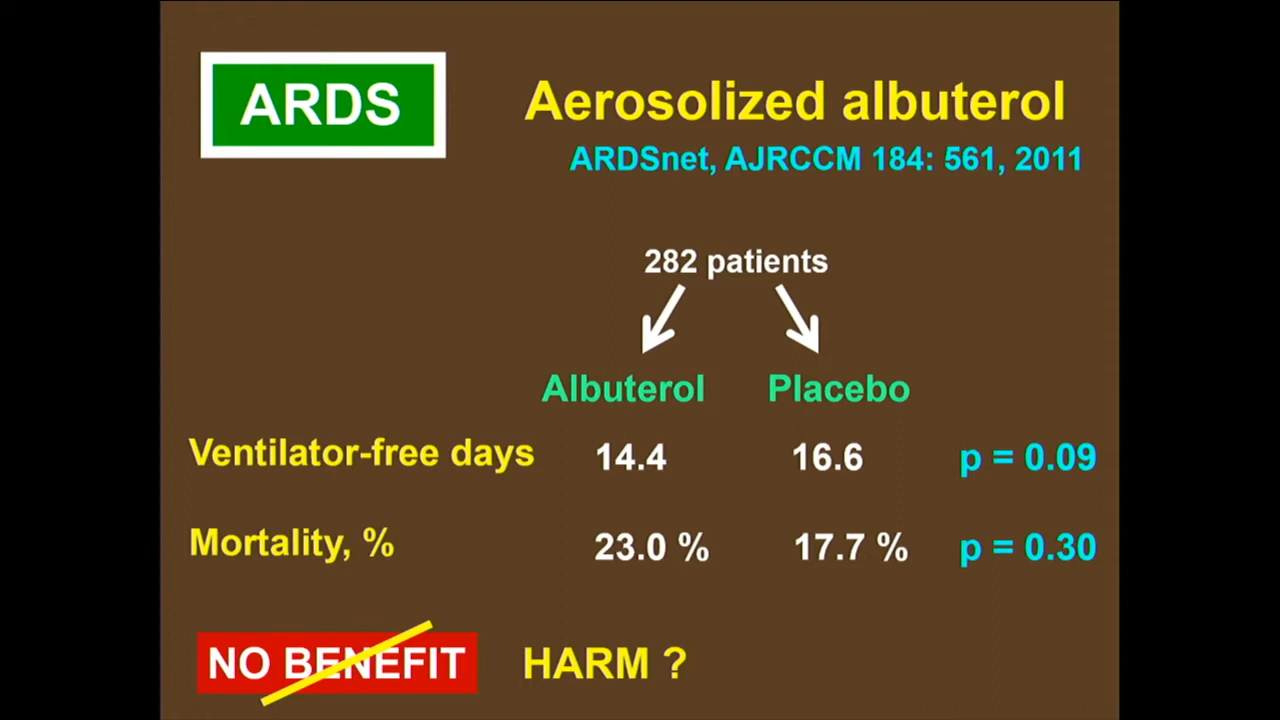 ARDS
Aerosolized albuterol
ARDSnet, AJRCCM 184: 561, 2011
282 patients
Albuterol Placebo
Ventilator-free days 14.4 16.6 p = 0.09
Mortality, % 23.0 % 17.7 % p = 0.30
NO BENEFIT HARM ?